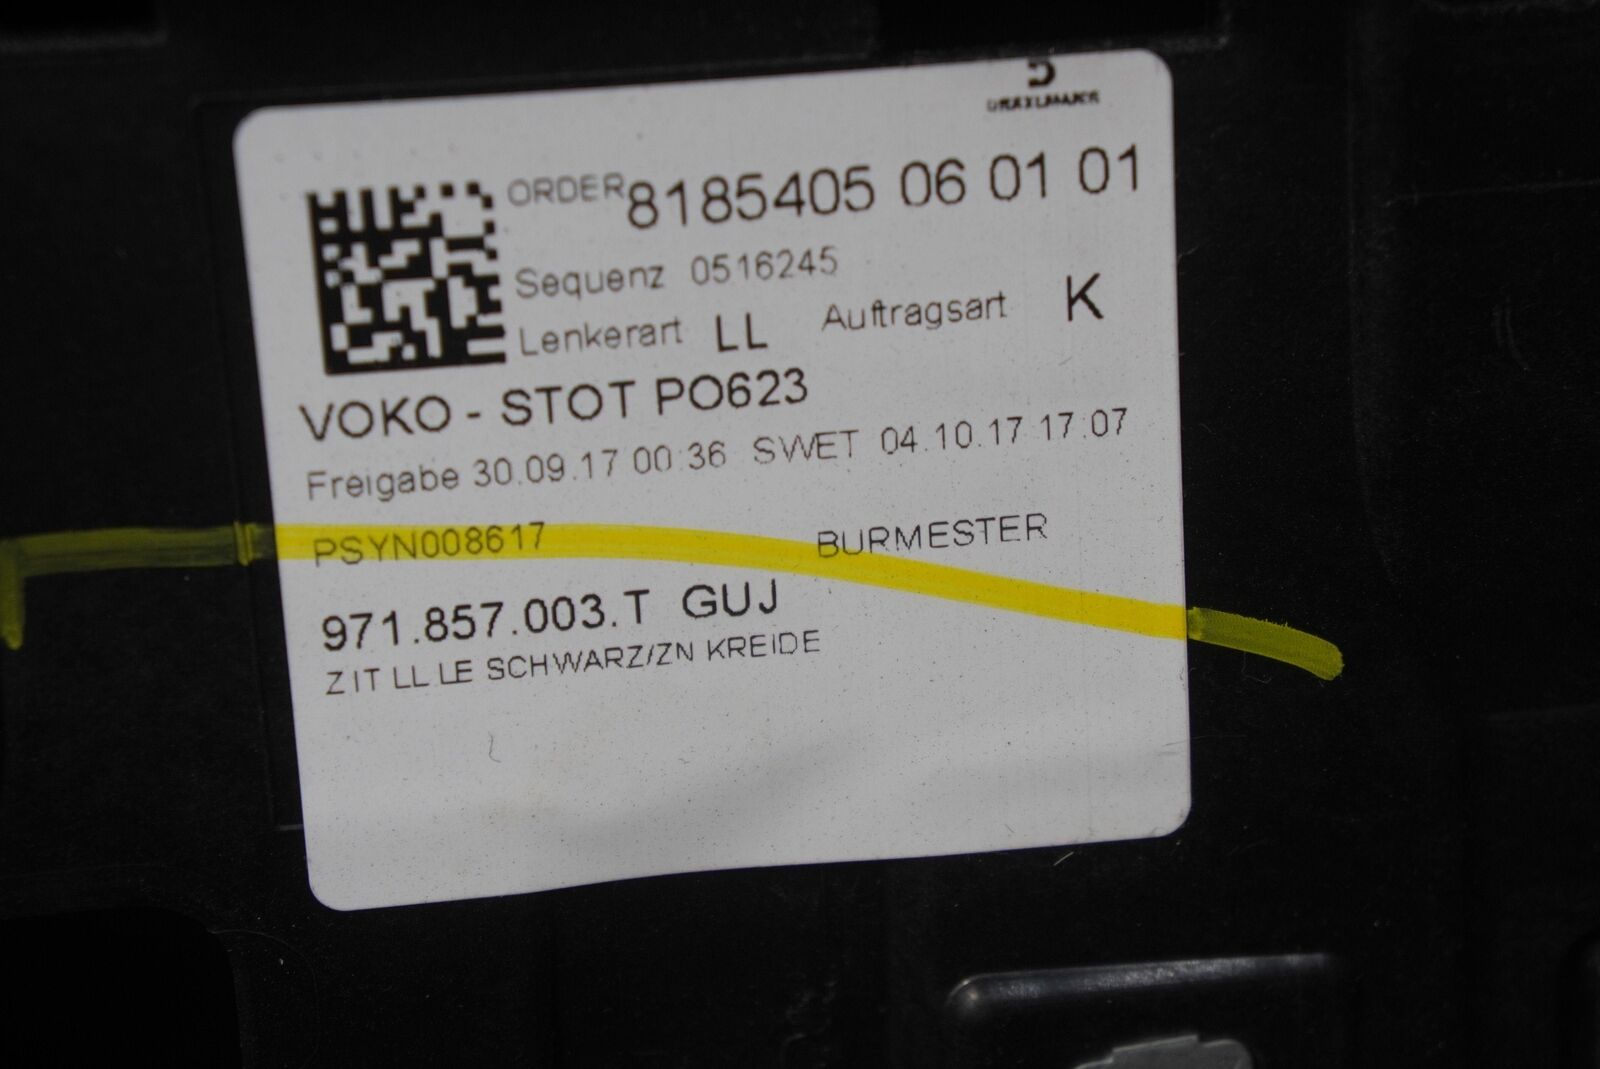 DRÄXLMAIER
ORDER 8185405 06 01 01
Sequenz 0516245
Lenkerart LL Auftragsart K
VOKO - STOT PO623
Freigabe 30.09.17 00:36 SWET 04.10.17 17:07
PSYN008617 BURMESTER
971.857.003.T GUJ
ZIT LL LE SCHWARZ/ZN KREIDE